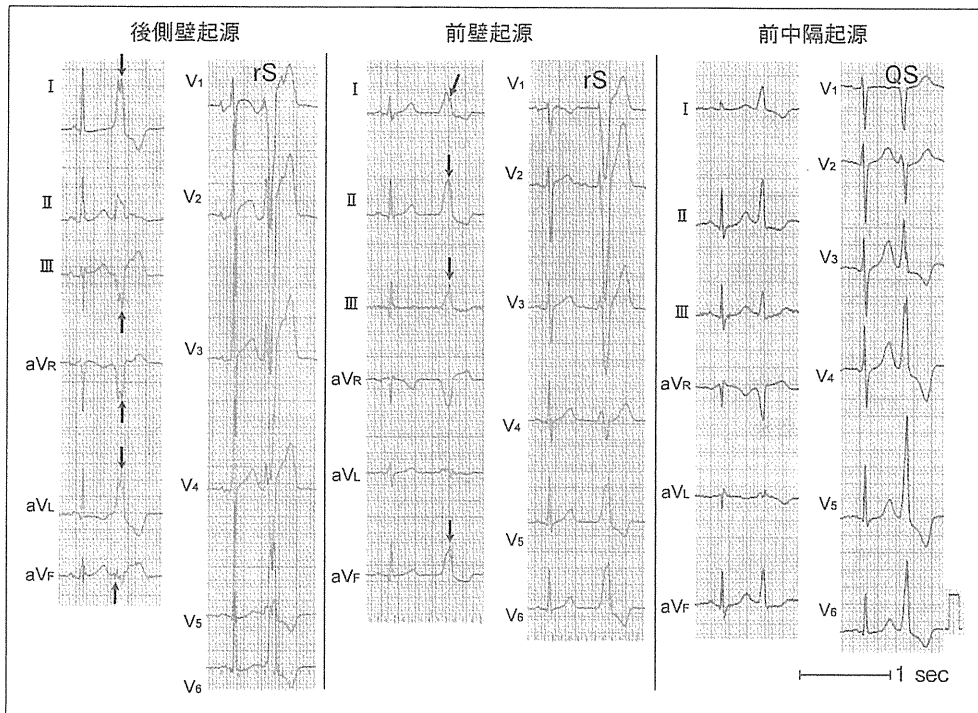 後側壁起源
I
II
III
aVR
aVL
aVF
rS
V1
V2
V3
V4
V5
V6
前壁起源
I
II
III
aVR
aVL
aVF
rS
V1
V2
V3
V4
V5
V6
前中隔起源
I
II
III
aVR
aVL
aVF
QS
V1
V2
V3
V4
V5
V6
1 sec